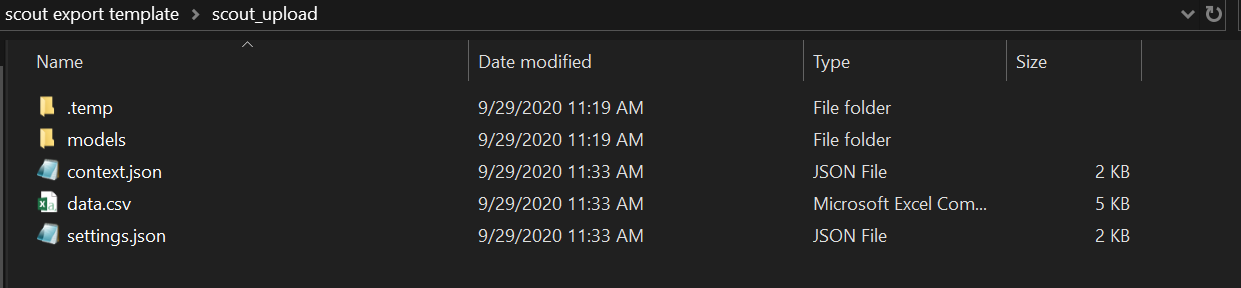 scout export template > scout_upload
Name Date modified Type Size
.temp 9/29/2020 11:19 AM File folder
models 9/29/2020 11:19 AM File folder
context.json 9/29/2020 11:33 AM JSON File 2 KB
data.csv 9/29/2020 11:33 AM Microsoft Excel Com... 5 KB
settings.json 9/29/2020 11:33 AM JSON File 2 KB